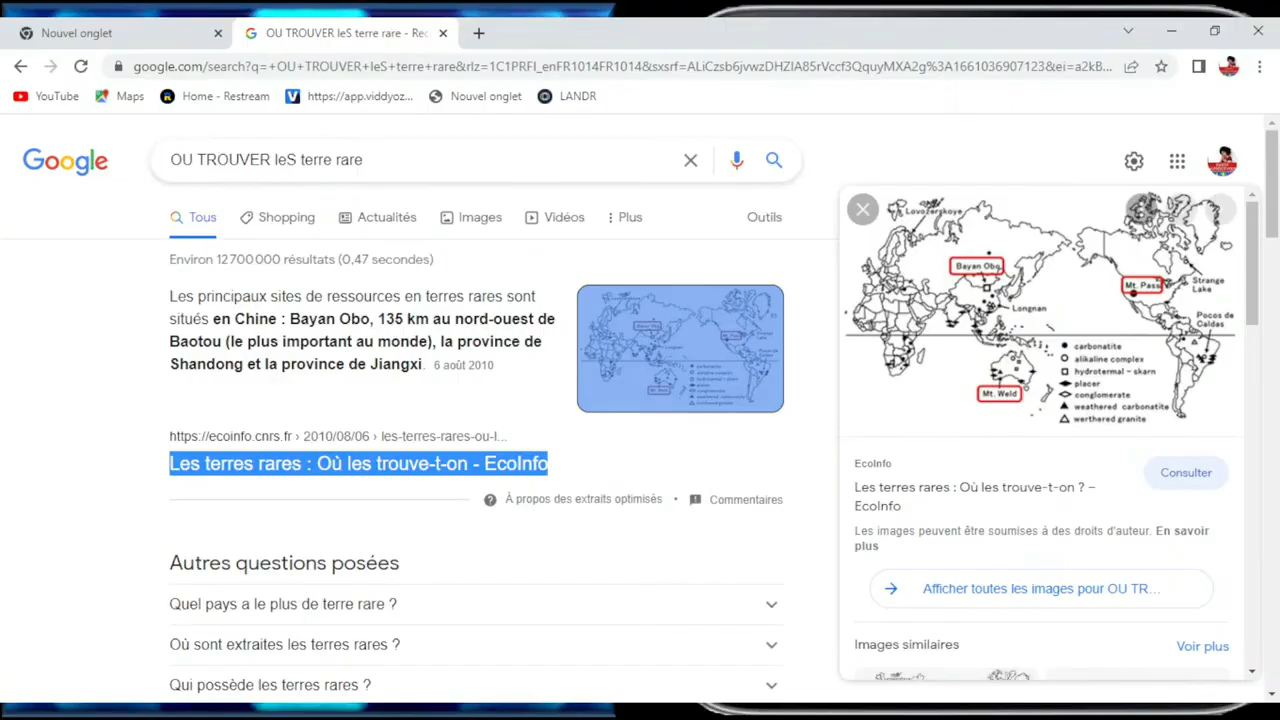 Nouvel onglet
OU TROUVER leS terre rare - Rec
google.com/search?q=+OU+TROUVER+leS+terre+rare&rlz=1C1PRFI_enFR1014FR1014&sxsrf=ALiCzsb6jvwzDHZIA85rVccf3QquyMXA2g%3A1661036907123&ei=a2kB...
YouTube
Maps
Home - Restream
https://app.viddyoz...
Nouvel onglet
LANDR
Google
OU TROUVER leS terre rare
Tous
Shopping
Actualités
Images
Vidéos
Plus
Outils
Environ 12 700 000 résultats (0,47 secondes)
Les principaux sites de ressources en terres rares sont
situés en Chine : Bayan Obo, 135 km au nord-ouest de
Baotou (le plus important au monde), la province de
Shandong et la province de Jiangxi. 6 août 2010
https://ecoinfo.cnrs.fr › 2010/08/06 › les-terres-rares-ou-l...
Les terres rares : Où les trouve-t-on - EcoInfo
À propos des extraits optimisés
•
Commentaires
Autres questions posées
Quel pays a le plus de terre rare ?
Où sont extraites les terres rares ?
Qui possède les terres rares ?
Lovozerskoye
Bayan Obo
Mt. Pass
Strange
Lake
Longnan
Pocos de
Caldas
Mt. Weld
carbonatite
alikaline complex
hydrotermal - skarn
placer
conglomerate
weathered carbonatite
werthered granite
EcoInfo
Consulter
Les terres rares : Où les trouve-t-on ? –
EcoInfo
Les images peuvent être soumises à des droits d'auteur. En savoir
plus
Afficher toutes les images pour OU TR...
Images similaires
Voir plus